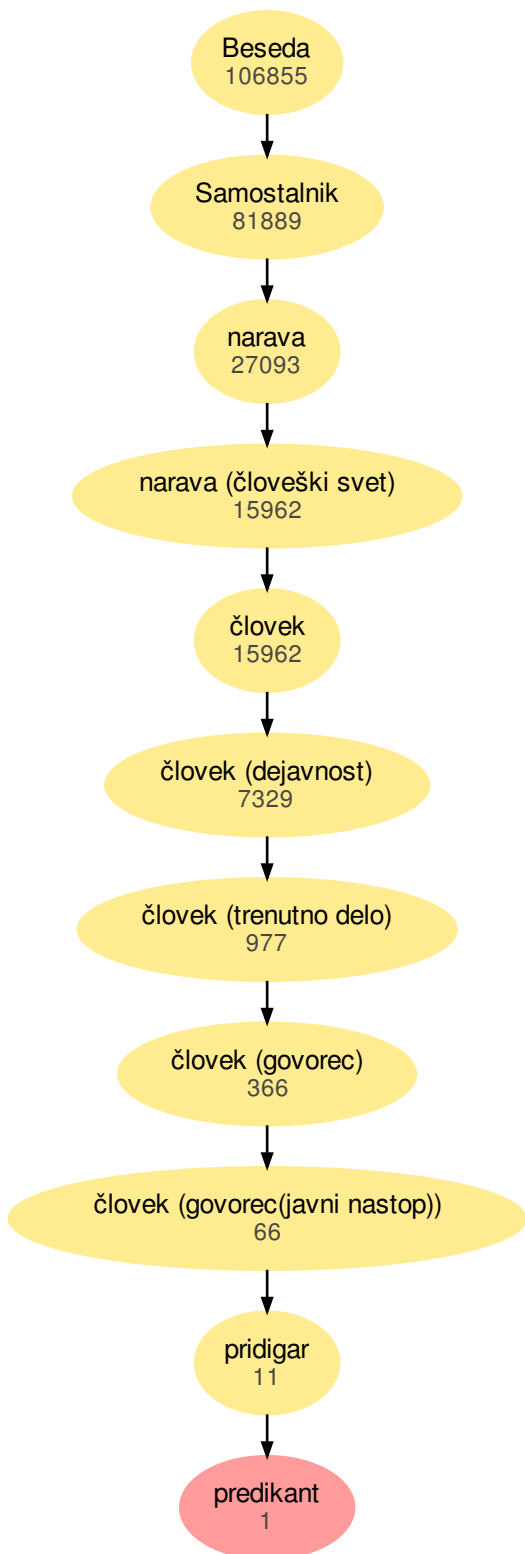 Beseda
106855
Samostalnik
81889
narava
27093
narava (človeški svet)
15962
človek
15962
človek (dejavnost)
7329
človek (trenutno delo)
977
človek (govorec)
366
človek (govorec(javni nastop))
66
pridigar
11
predikant
1